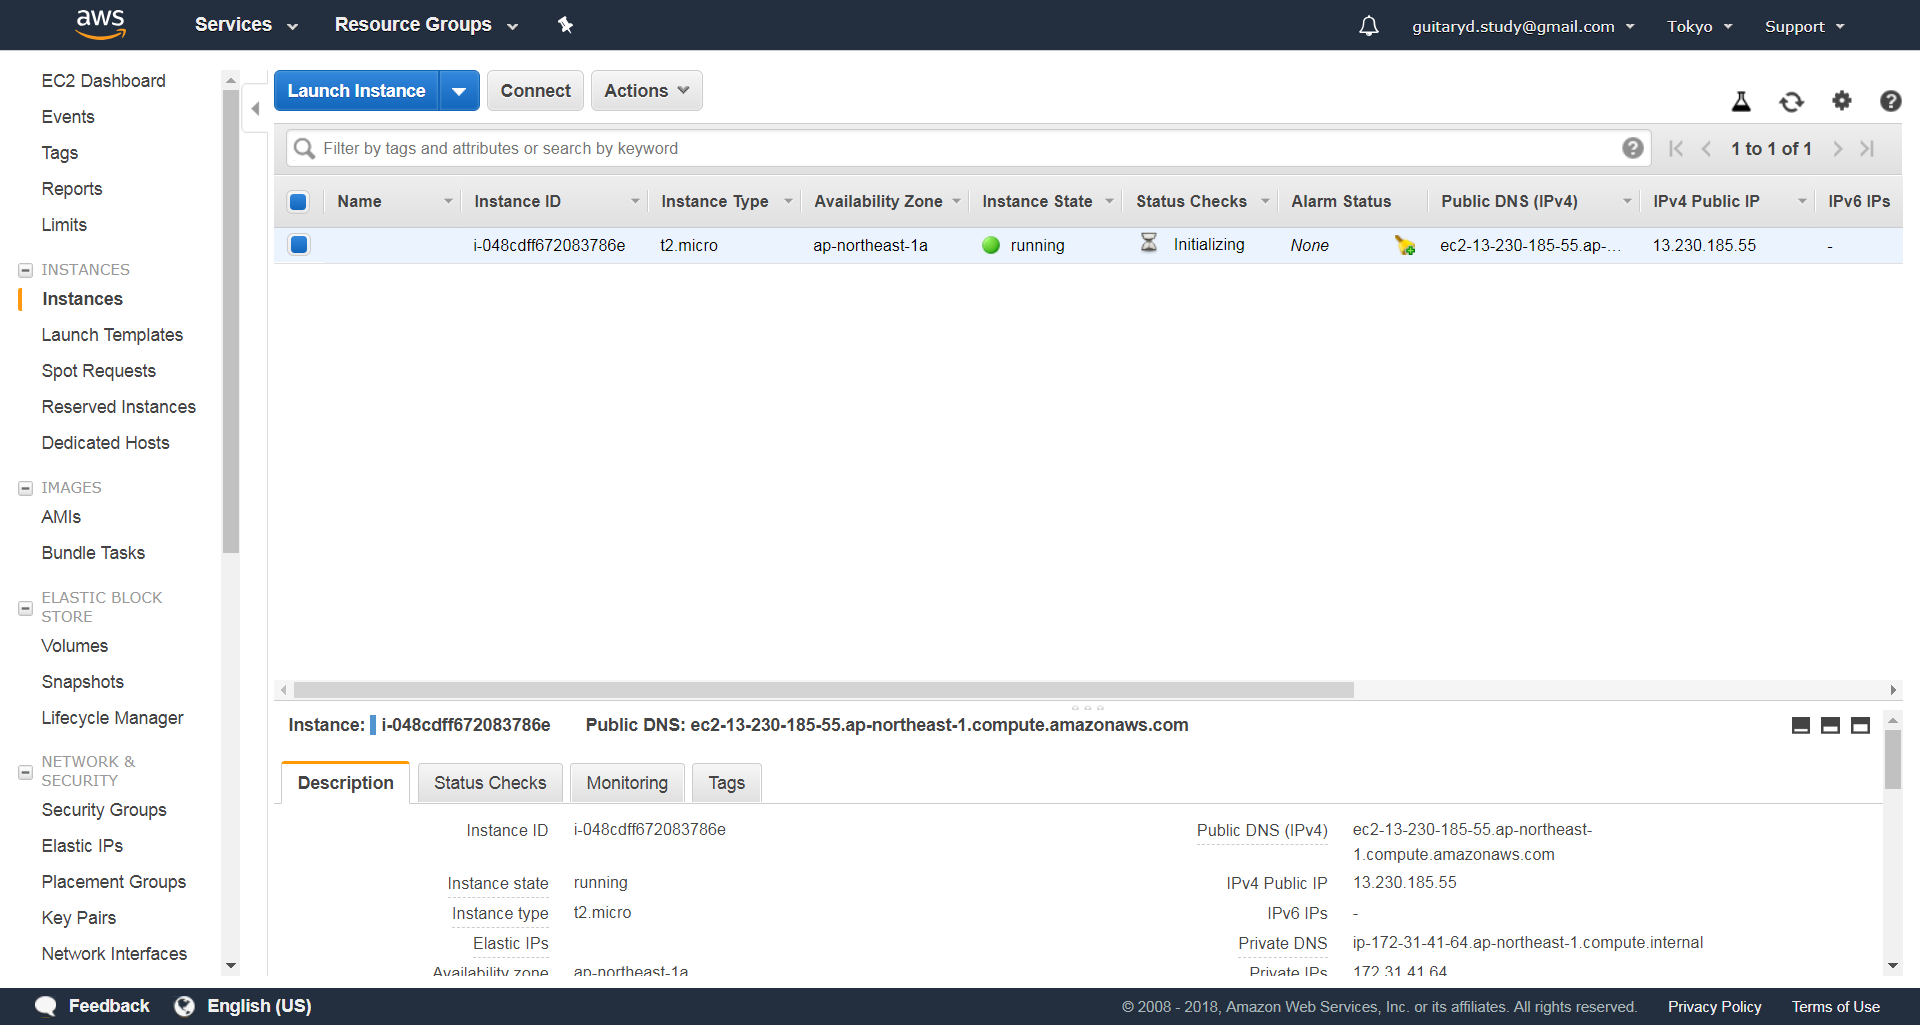 aws
Services
Resource Groups
guitaryd.study@gmail.com
Tokyo
Support
EC2 Dashboard
Events
Tags
Reports
Limits
INSTANCES
Instances
Launch Templates
Spot Requests
Reserved Instances
Dedicated Hosts
IMAGES
AMIs
Bundle Tasks
ELASTIC BLOCK
STORE
Volumes
Snapshots
Lifecycle Manager
NETWORK &
SECURITY
Security Groups
Elastic IPs
Placement Groups
Key Pairs
Network Interfaces
Launch Instance
Connect
Actions
Filter by tags and attributes or search by keyword
1 to 1 of 1
Name Instance ID Instance Type Availability Zone Instance State Status Checks Alarm Status Public DNS (IPv4) IPv4 Public IP IPv6 IPs
i-048cdff672083786e t2.micro ap-northeast-1a running Initializing None ec2-13-230-185-55.ap-... 13.230.185.55 -
Instance: i-048cdff672083786e Public DNS: ec2-13-230-185-55.ap-northeast-1.compute.amazonaws.com
Description
Status Checks
Monitoring
Tags
Instance ID i-048cdff672083786e
Instance state running
Instance type t2.micro
Elastic IPs
Availability zone ap-northeast-1a
Public DNS (IPv4) ec2-13-230-185-55.ap-northeast-
1.compute.amazonaws.com
IPv4 Public IP 13.230.185.55
IPv6 IPs -
Private DNS ip-172-31-41-64.ap-northeast-1.compute.internal
Private IPs 172.31.41.64
Feedback
English (US)
© 2008 - 2018, Amazon Web Services, Inc. or its affiliates. All rights reserved.
Privacy Policy
Terms of Use